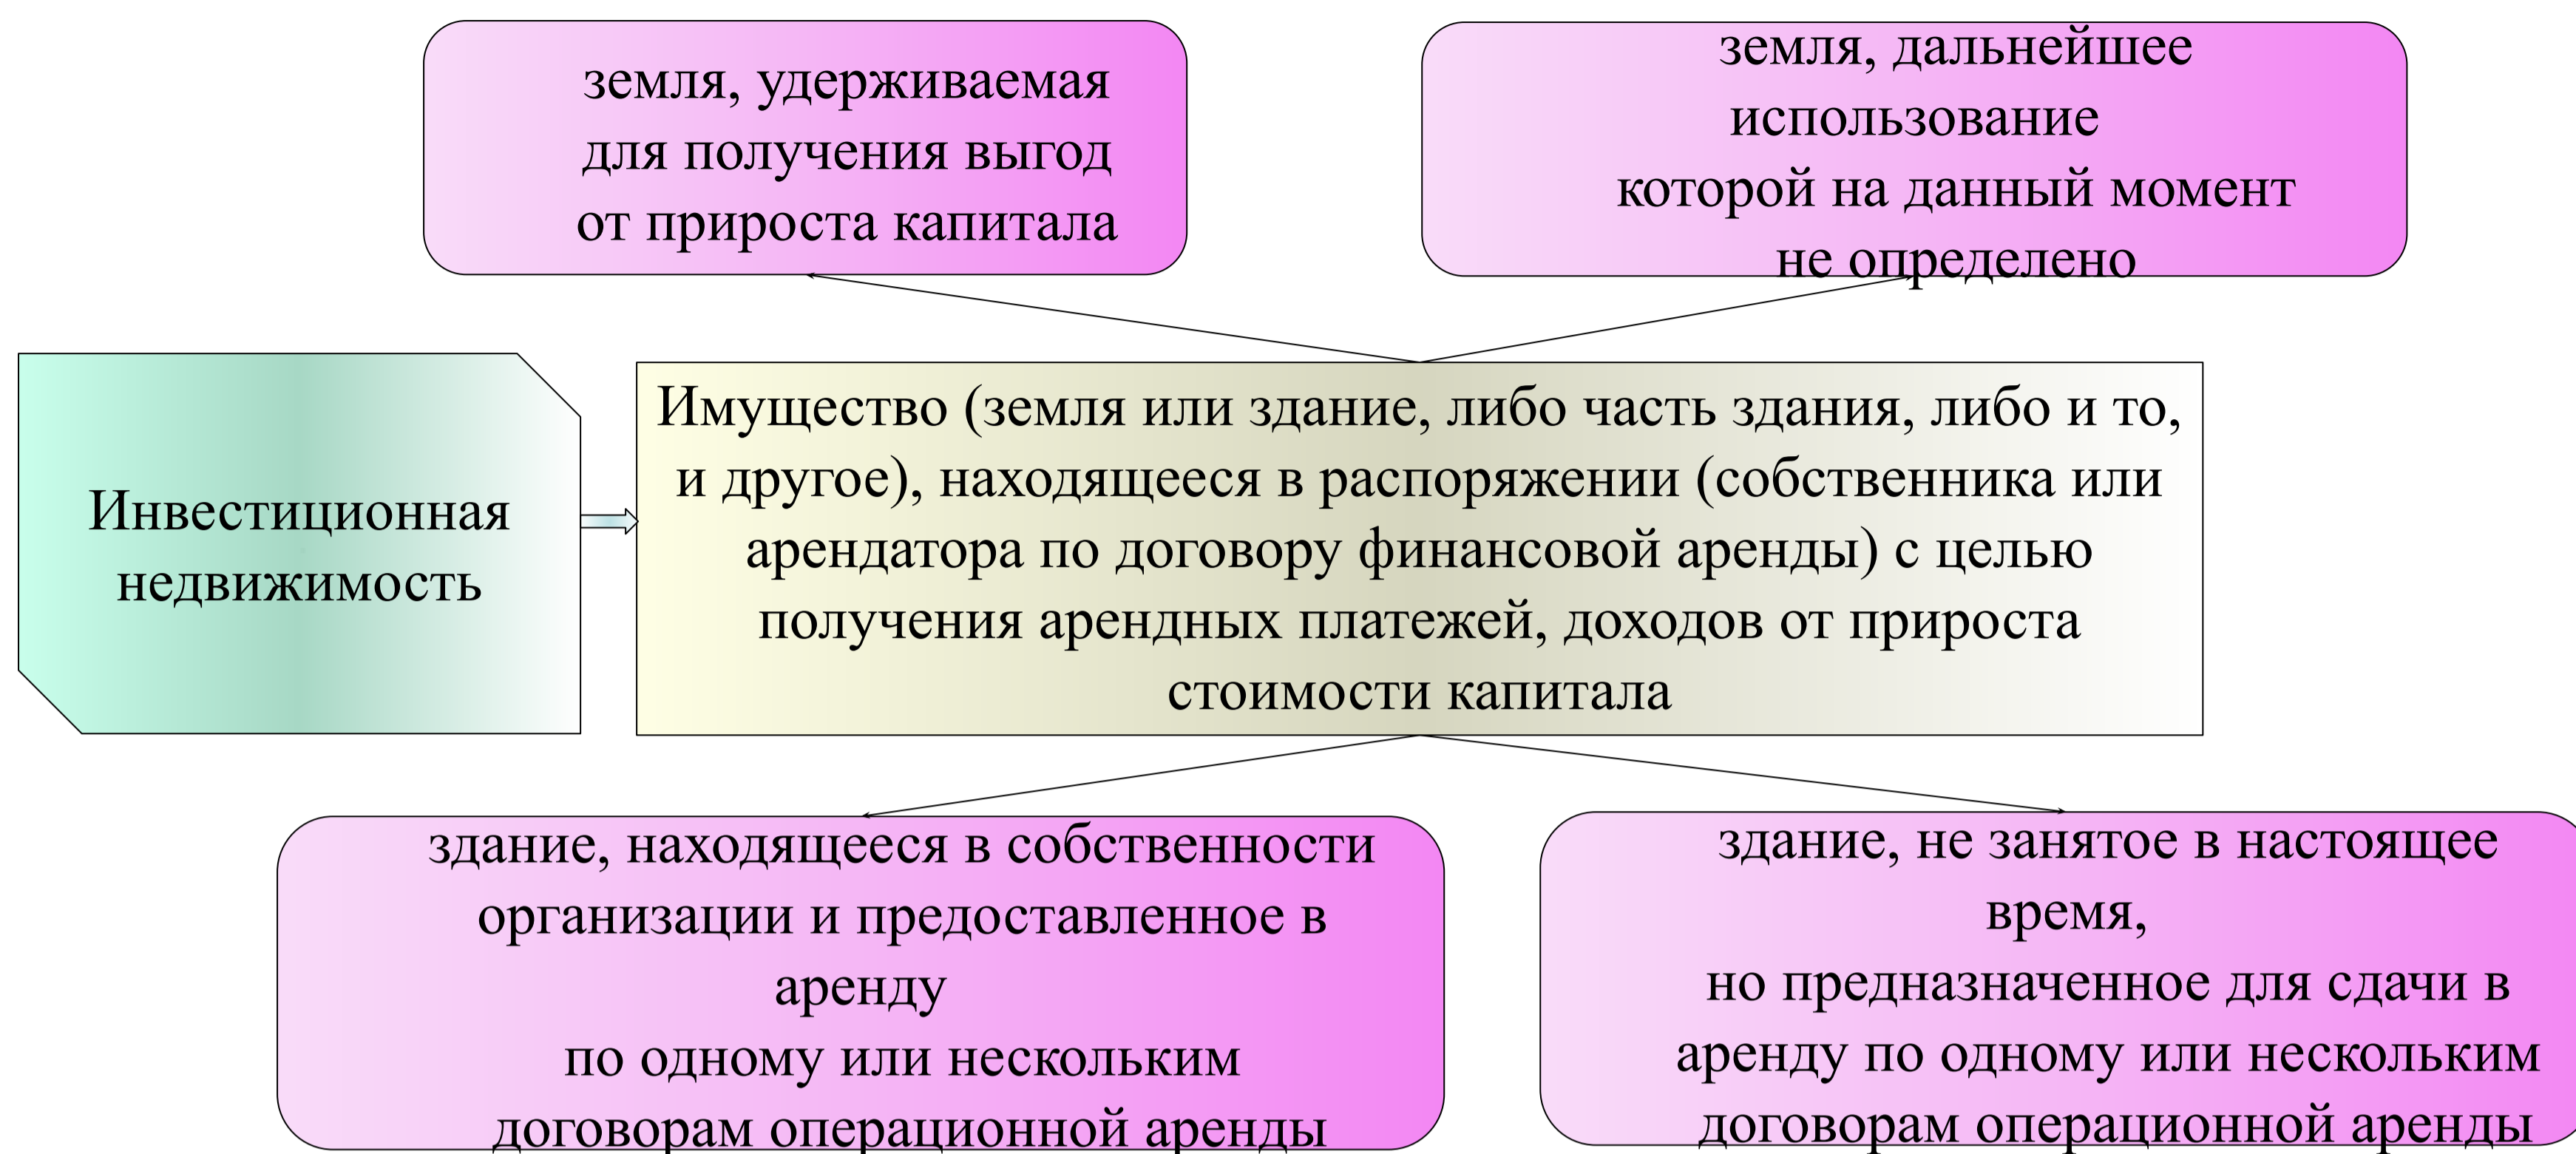 земля, удерживаемая
для получения выгод
от прироста капитала
земля, дальнейшее
использование
которой на данный момент
не определено
Инвестиционная
недвижимость
Имущество (земля или здание, либо часть здания, либо и то,
и другое), находящееся в распоряжении (собственника или
арендатора по договору финансовой аренды) с целью
получения арендных платежей, доходов от прироста
стоимости капитала
здание, находящееся в собственности
организации и предоставленное в
аренду
по одному или нескольким
договорам операционной аренды
здание, не занятое в настоящее
время,
но предназначенное для сдачи в
аренду по одному или нескольким
договорам операционной аренды